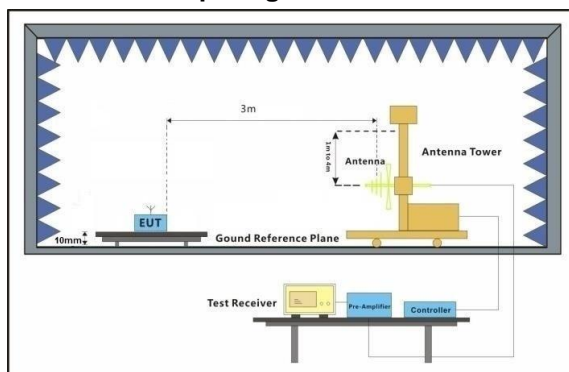 3m
1m to 4m
Antenna
Antenna Tower
EUT
10mm
Gound Reference Plane
Test Receiver
Pre-Amplifier
Controller